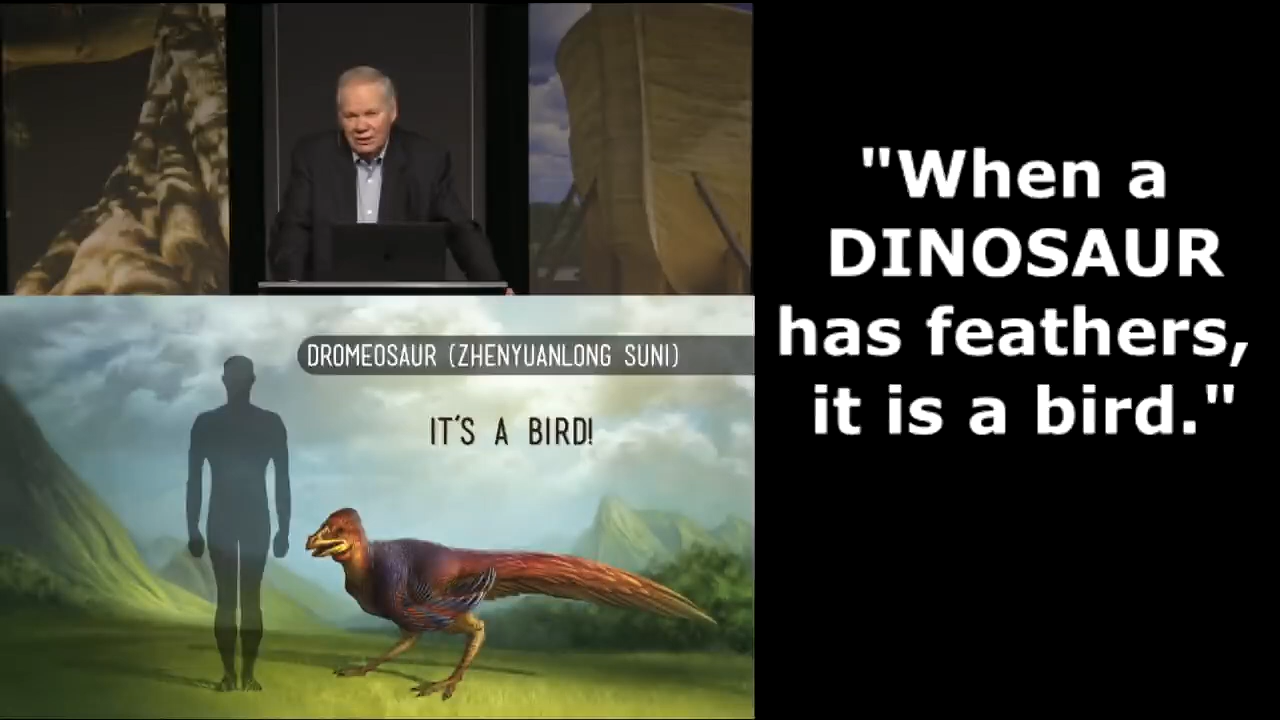 DROMEOSAUR (ZHENYUANLONG SUNI)
IT'S A BIRD!
"When a
DINOSAUR
has feathers,
it is a bird."